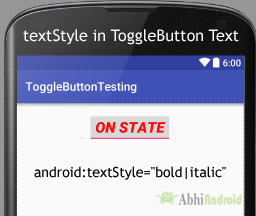 textStyle in ToggleButton Text
6:00
ToggleButtonTesting
ON STATE
android:textStyle="bold|italic"
AbhiAndroid